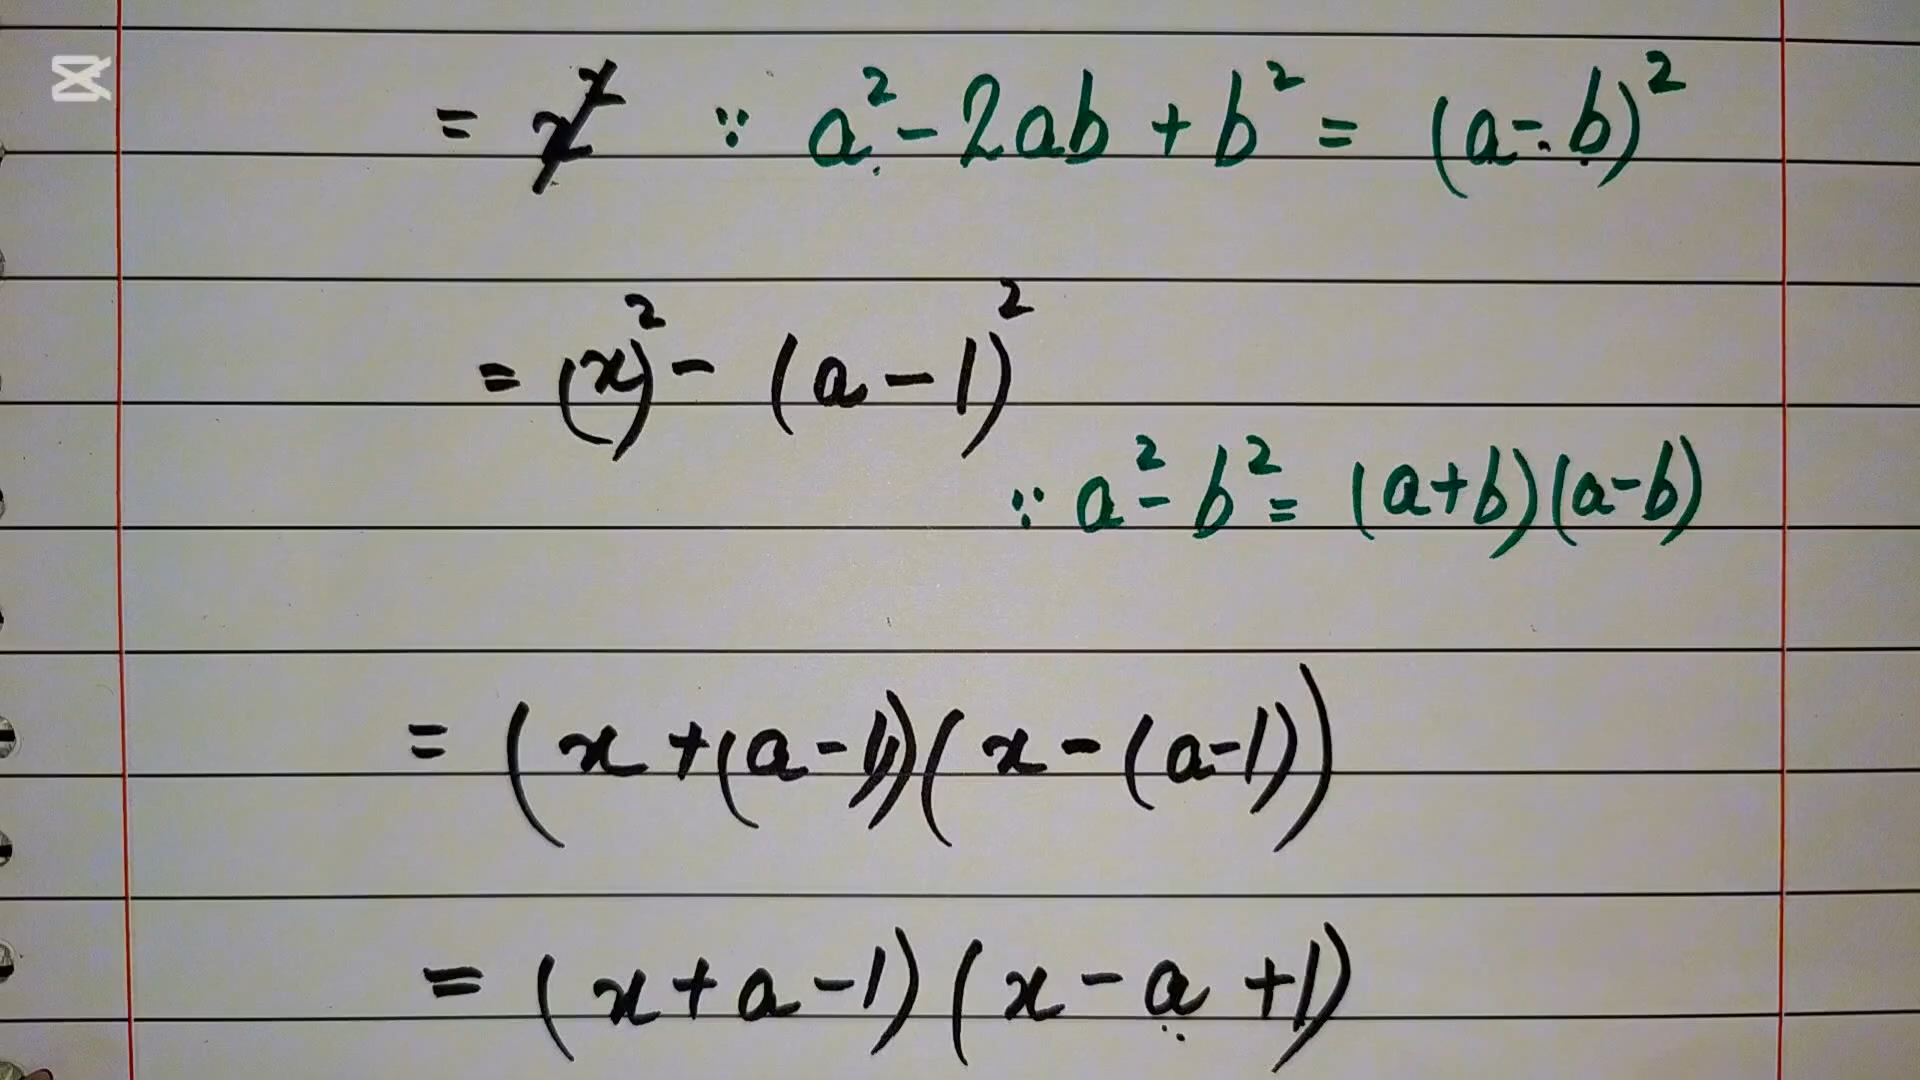 = x² ∵ a² - 2ab + b² = (a - b)²
= (x)² - (a - 1)²
∵ a² - b² = (a+b)(a-b)
= (x + (a - 1))(x - (a-1))
= (x + a - 1)(x - a + 1)